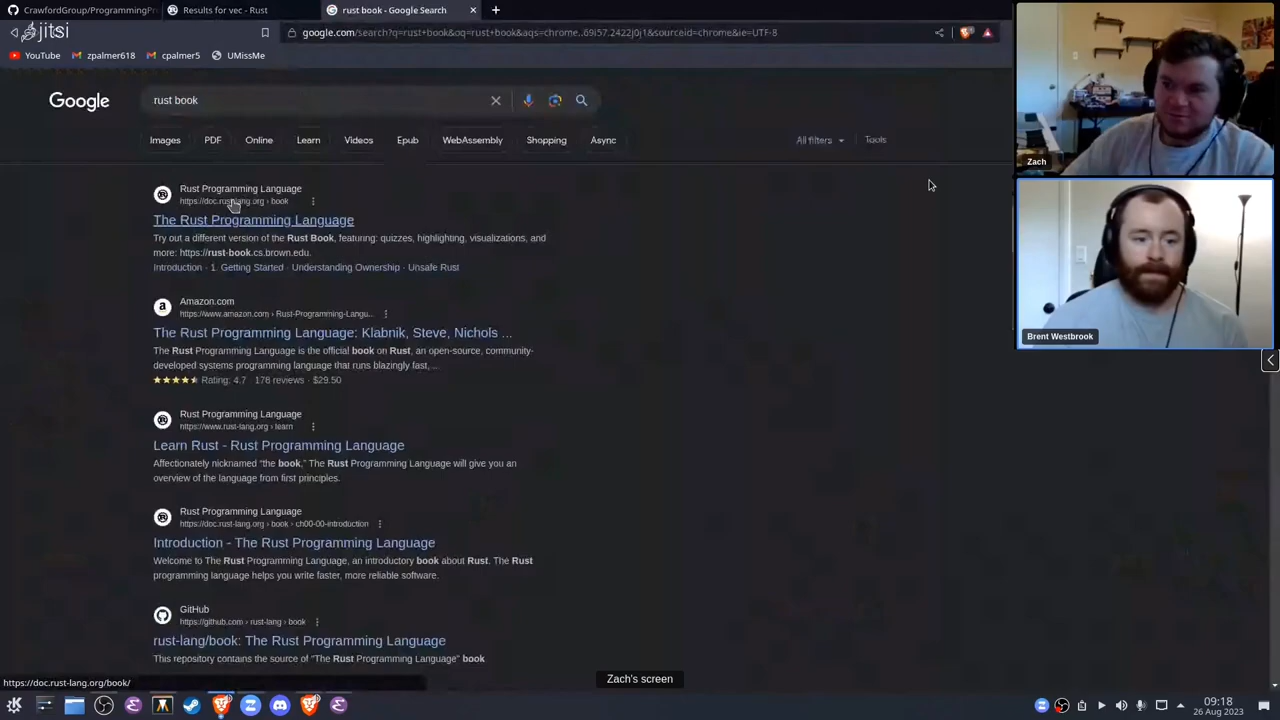 CrawfordGroup/ProgrammingPr
Results for vec - Rust
rust book - Google Search
jitsi
google.com/search?q=rust+book&oq=rust+book&aqs=chrome..69i57.2422j0j1&sourceid=chrome&ie=UTF-8
YouTube
zpalmer618
cpalmer5
UMissMe
Google
rust book
Images
PDF
Online
Learn
Videos
Epub
WebAssembly
Shopping
Async
All filters
Tools
Rust Programming Language
https://doc.rust-lang.org › book
The Rust Programming Language
Try out a different version of the Rust Book, featuring: quizzes, highlighting, visualizations, and
more: https://rust-book.cs.brown.edu.
Introduction · 1. Getting Started · Understanding Ownership · Unsafe Rust
Amazon.com
https://www.amazon.com › Rust-Programming-Langu...
The Rust Programming Language: Klabnik, Steve, Nichols ...
The Rust Programming Language is the official book on Rust, an open-source, community-
developed systems programming language that runs blazingly fast,...
Rating: 4.7 · 176 reviews · $29.50
Rust Programming Language
https://www.rust-lang.org › learn
Learn Rust - Rust Programming Language
Affectionately nicknamed “the book,” The Rust Programming Language will give you an
overview of the language from first principles.
Rust Programming Language
https://doc.rust-lang.org › book › ch00-00-introduction
Introduction - The Rust Programming Language
Welcome to The Rust Programming Language, an introductory book about Rust. The Rust
programming language helps you write faster, more reliable software.
GitHub
https://github.com › rust-lang › book
rust-lang/book: The Rust Programming Language
This repository contains the source of "The Rust Programming Language" book
https://doc.rust-lang.org/book/
Zach
Brent Westbrook
Zach's screen
09:18
26 Aug 2023